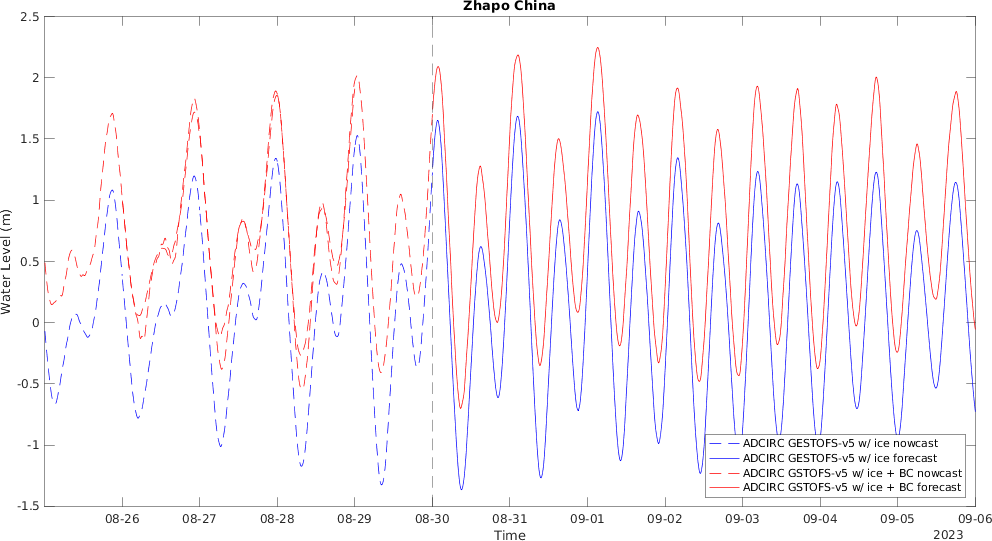 Zhapo China
2.5
2
1.5
1
0.5
0
-0.5
-1
-1.5
Water Level (m)
ADCIRC GESTOFS-v5 w/ ice nowcast
ADCIRC GESTOFS-v5 w/ ice forecast
ADCIRC GSTOFS-v5 w/ ice + BC nowcast
ADCIRC GSTOFS-v5 w/ ice + BC forecast
08-26 08-27 08-28 08-29 08-30 08-31 09-01 09-02 09-03 09-04 09-05 09-06
Time
2023